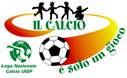 IL CALCIO
è solo un gioco
Lega Nazionale
Calcio UISP